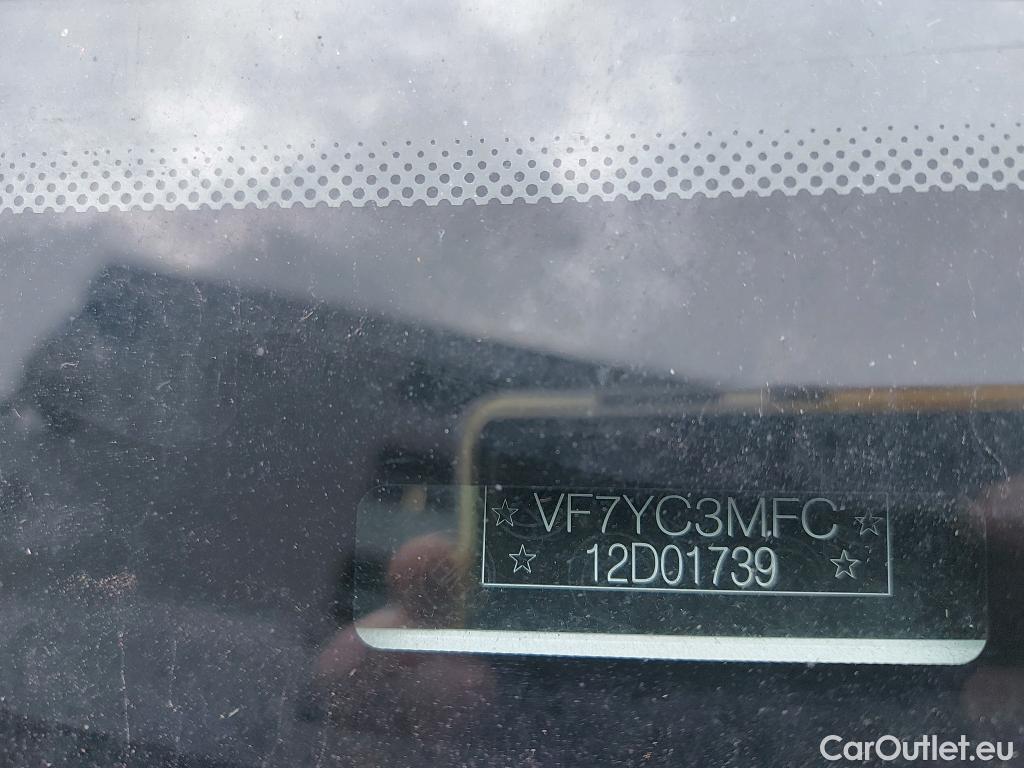 ☆ VF7YC3MFC ☆
☆ 12D01739 ☆
CarOutlet.eu